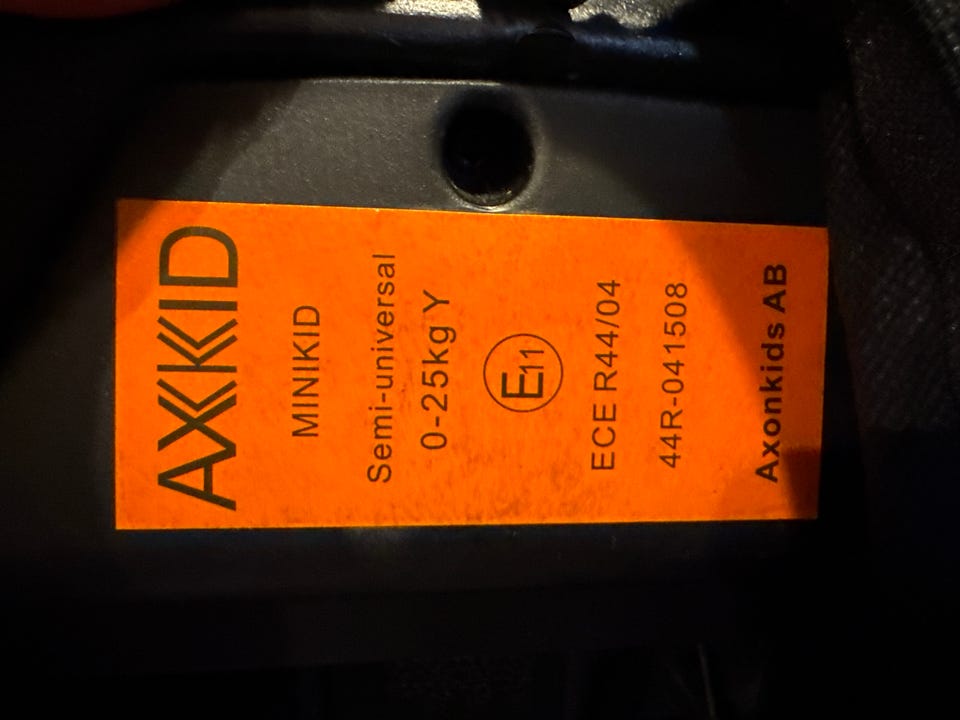 AXKID
MINIKID
Semi-universal
0-25kg Y
E11
ECE R44/04
44R-041508
Axonkids AB